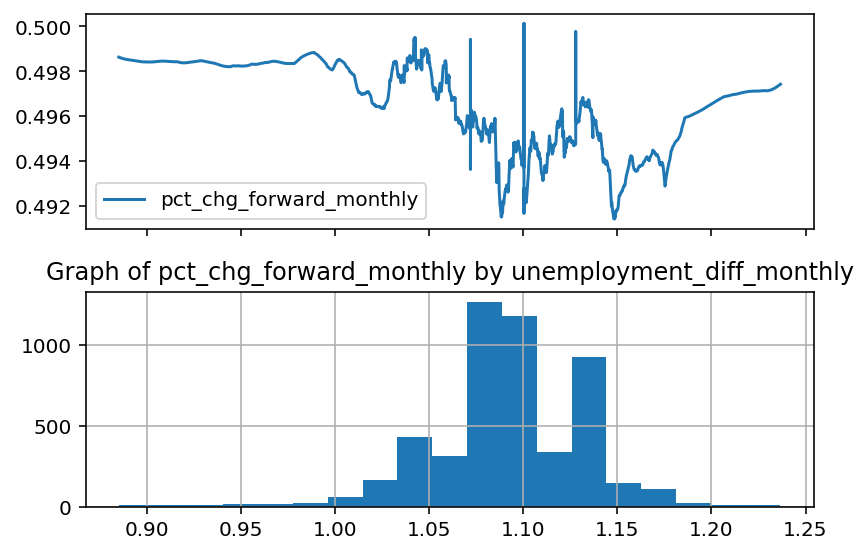 0.500
0.498
0.496
0.494
0.492
pct_chg_forward_monthly
Graph of pct_chg_forward_monthly by unemployment_diff_monthly
1000
500
0
0.90 0.95 1.00 1.05 1.10 1.15 1.20 1.25